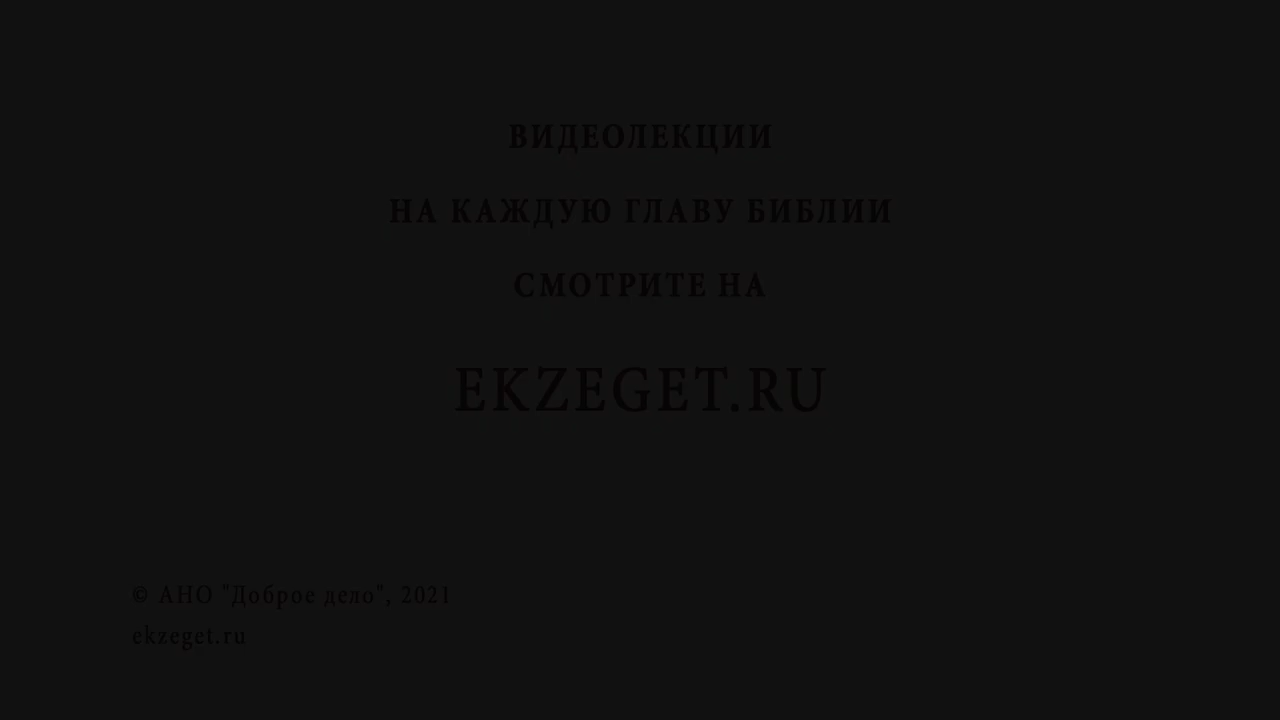 ВИДЕОЛЕКЦИИ
НА КАЖДУЮ ГЛАВУ БИБЛИИ
СМОТРИТЕ НА
EKZEGET.RU
© АНО "Доброе дело", 2021
ekzeget.ru